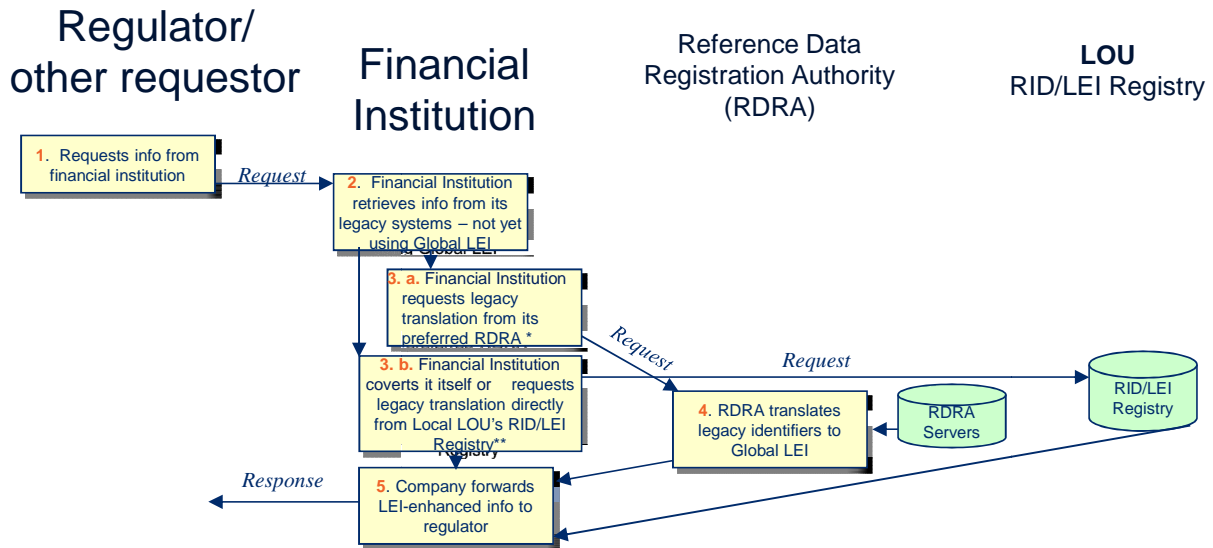 Regulator/
other requestor
Financial
Institution
Reference Data
Registration Authority
(RDRA)
LOU
RID/LEI Registry
1. Requests info from
financial institution
Request
2. Financial Institution
retrieves info from its
legacy systems – not yet
using Global LEI
3. a. Financial Institution
requests legacy
translation from its
preferred RDRA *
Request
3. b. Financial Institution
coverts it itself or requests
legacy translation directly
from Local LOU's RID/LEI
Registry**
Request
4. RDRA translates
legacy identifiers to
Global LEI
RDRA
Servers
RID/LEI
Registry
5. Company forwards
LEI-enhanced info to
regulator
Response